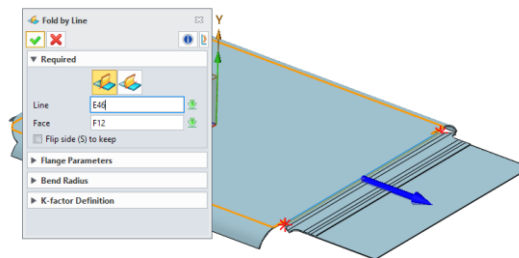 Fold by Line
Required
Line E46
Face F12
Flip side (S) to keep
Flange Parameters
Bend Radius
K-factor Definition
Y